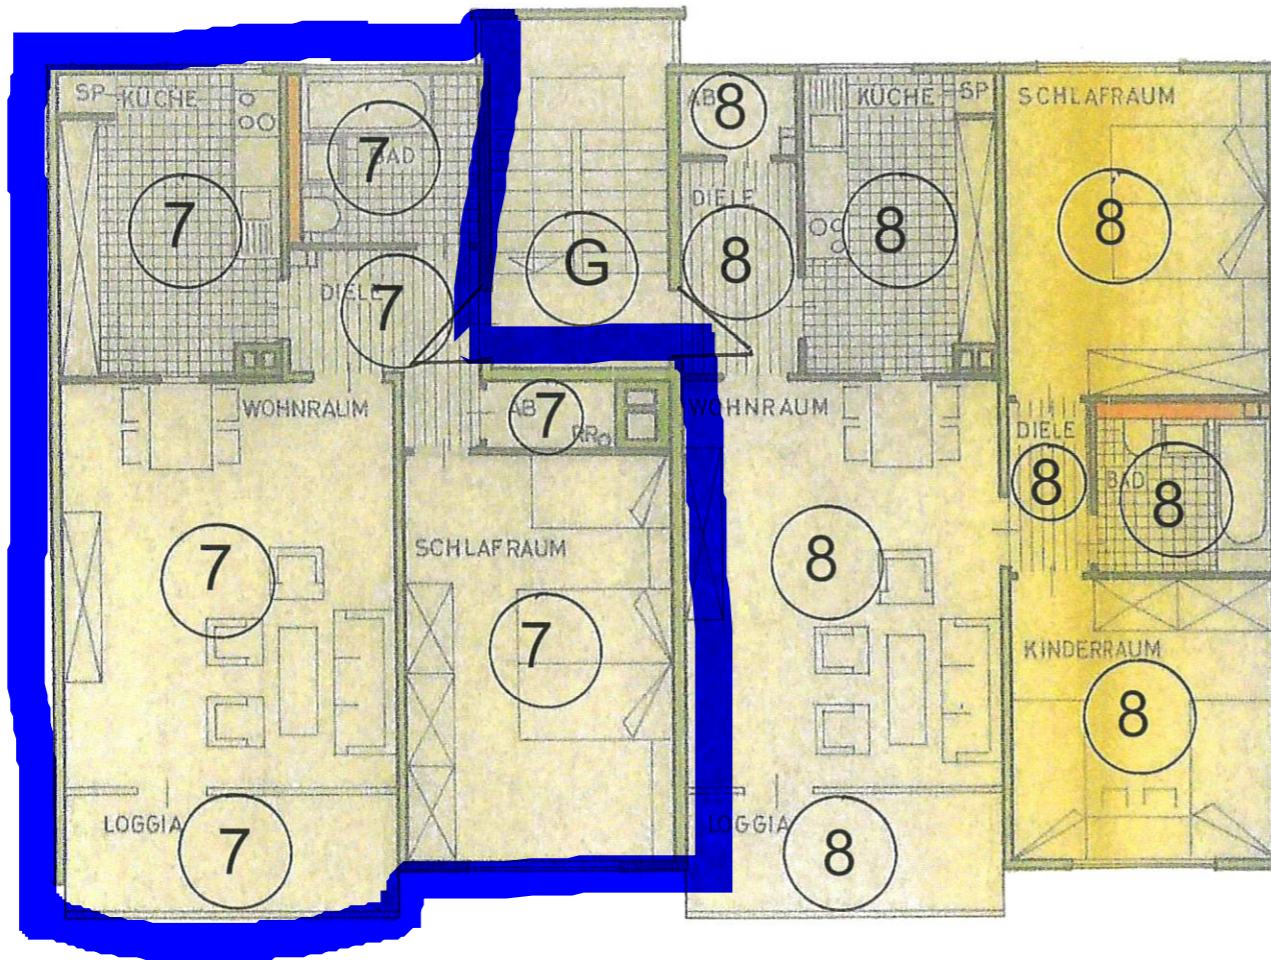 SP KÜCHE
7
BAD
7
DIELE
7
WOHNRAUM
7
AB
7
RR
SCHLAFRAUM
7
LOGGIA
7
G
AB
8
DIELE
8
KÜCHE SP
8
SCHLAFRAUM
8
WOHNRAUM
8
DIELE
8
BAD
8
KINDERRAUM
8
LOGGIA
8